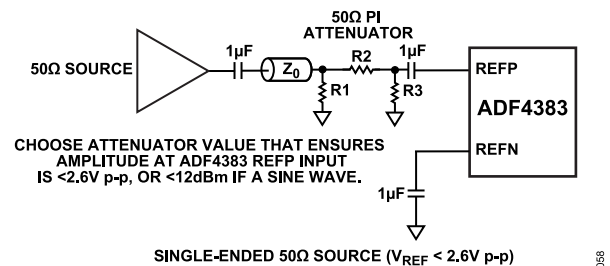 50Ω PI
ATTENUATOR
1µF
R2
1µF
50Ω SOURCE
Z0
REFP
R1
R3
ADF4383
CHOOSE ATTENUATOR VALUE THAT ENSURES
AMPLITUDE AT ADF4383 REFP INPUT
IS <2.6V p-p, OR <12dBm IF A SINE WAVE.
REFN
1µF
SINGLE-ENDED 50Ω SOURCE (VREF < 2.6V p-p)
058